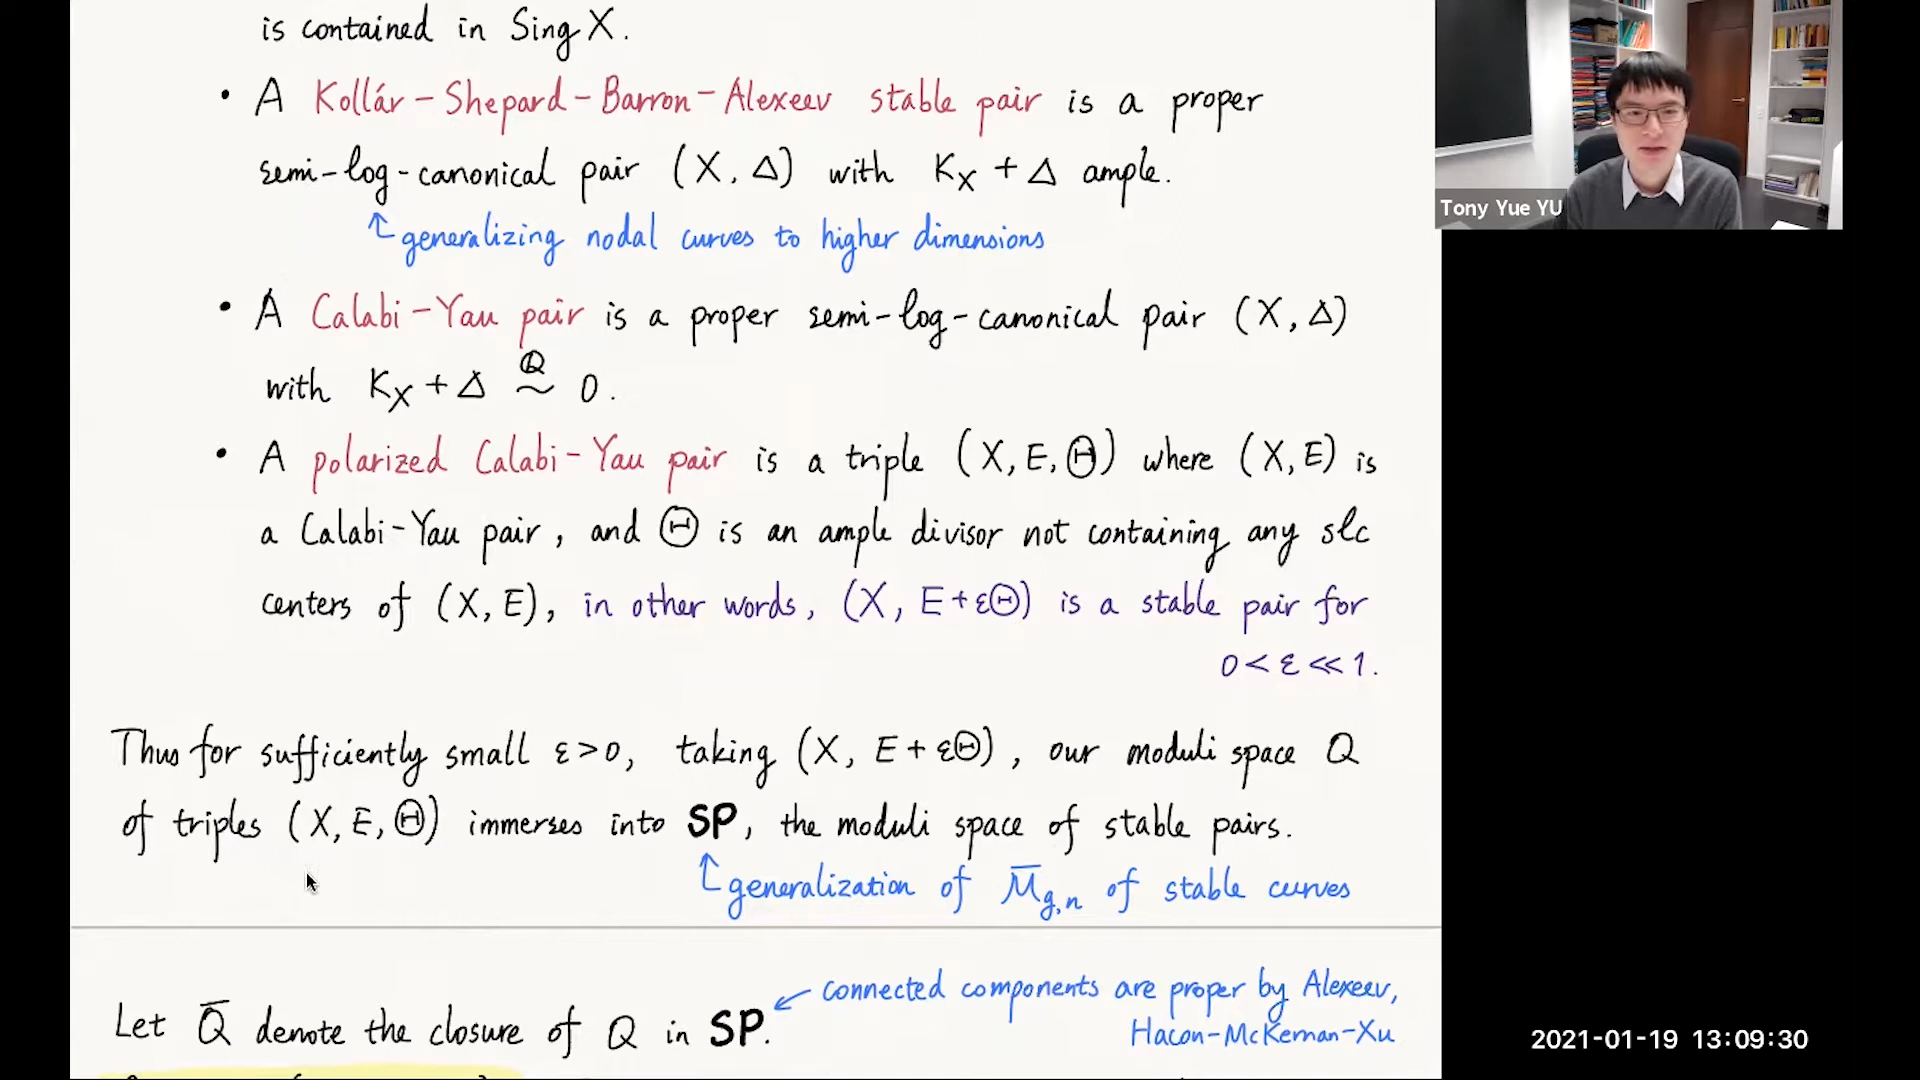 is contained in Sing X.
• A Kollár-Shepard-Barron-Alexeev stable pair is a proper
semi-log-canonical pair (X, Δ) with K_X + Δ ample.
↖ generalizing nodal curves to higher dimensions
• A Calabi-Yau pair is a proper semi-log-canonical pair (X, Δ)
with K_X + Δ ~^Q 0.
• A polarized Calabi-Yau pair is a triple (X, E, Θ) where (X, E) is
a Calabi-Yau pair, and Θ is an ample divisor not containing any slc
centers of (X, E), in other words, (X, E+εΘ) is a stable pair for
0<ε≪1.
Thus for sufficiently small ε>0, taking (X, E+εΘ), our moduli space Q
of triples (X, E, Θ) immerses into SP, the moduli space of stable pairs.
↖ generalization of M̄_{g,n} of stable curves
Let Q̄ denote the closure of Q in SP.
↙ connected components are proper by Alexeev,
Hacon-McKernan-Xu
Tony Yue YU
2021-01-19 13:09:30